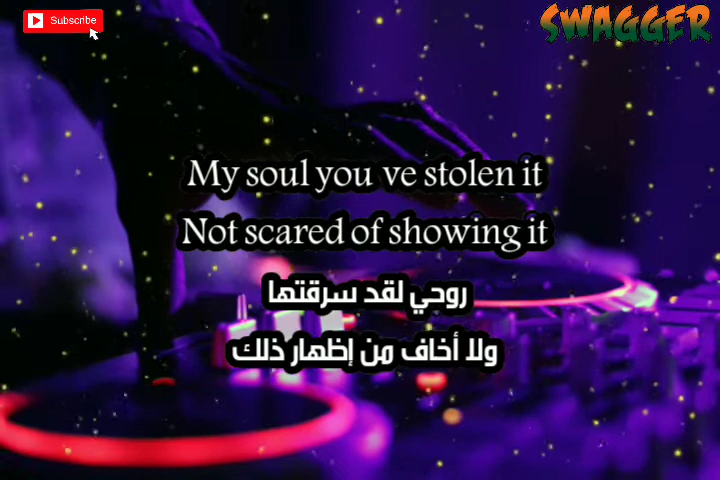 Subscribe
SWAGGER
My soul you ve stolen it
Not scared of showing it
روحي لقد سرقتها
ولا أخاف من إظهار ذلك